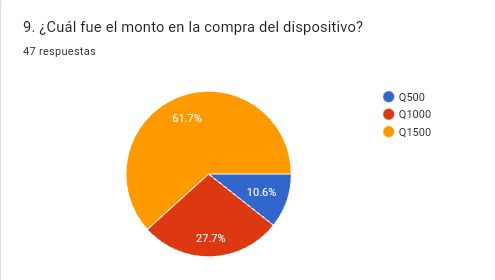 9. ¿Cuál fue el monto en la compra del dispositivo?
47 respuestas
Q500
Q1000
Q1500
61.7%
10.6%
27.7%